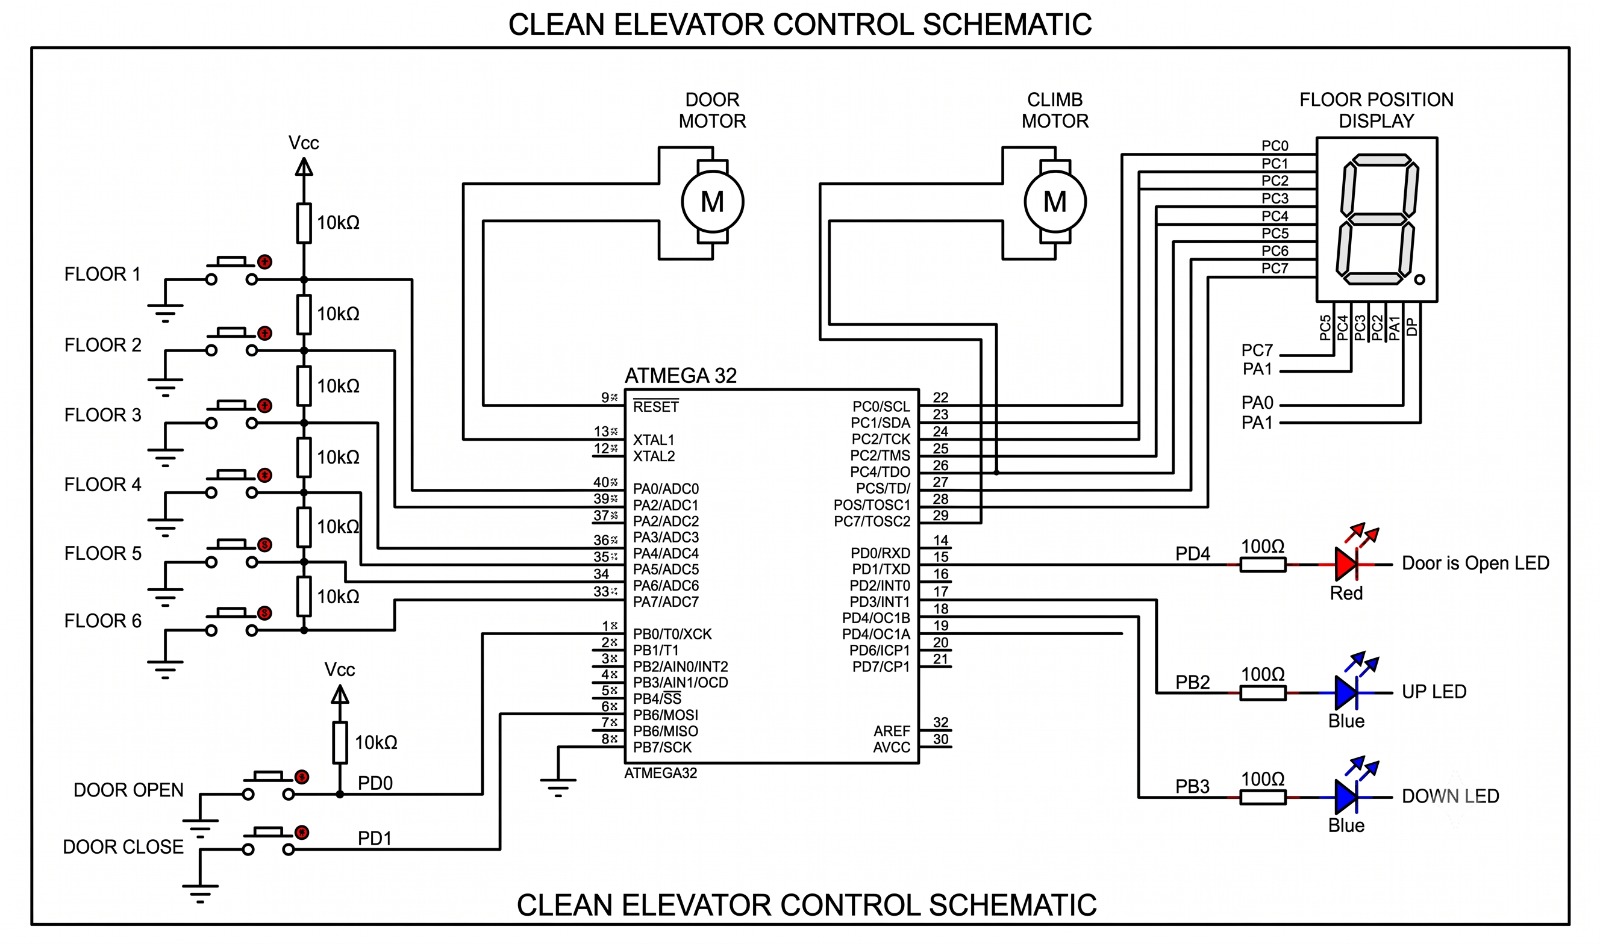 CLEAN ELEVATOR CONTROL SCHEMATIC
DOOR
MOTOR
CLIMB
MOTOR
FLOOR POSITION
DISPLAY
Vcc
10kΩ
FLOOR 1
10kΩ
FLOOR 2
10kΩ
FLOOR 3
10kΩ
FLOOR 4
10kΩ
FLOOR 5
10kΩ
FLOOR 6
M
M
PC0
PC1
PC2
PC3
PC4
PC5
PC6
PC7
PC5
PC4
PC3
PC2
PA1
DP
PC7
PA1
PA0
PA1
ATMEGA 32
9 RESET
13 XTAL1
12 XTAL2
40 PA0/ADC0
39 PA2/ADC1
37 PA2/ADC2
PA3/ADC3
36 PA4/ADC4
35 PA5/ADC5
34 PA6/ADC6
33 PA7/ADC7
1 PB0/T0/XCK
2 PB1/T1
3 PB2/AIN0/INT2
4 PB3/AIN1/OCD
5 PB4/SS
6 PB6/MOSI
7 PB6/MISO
8 PB7/SCK
PC0/SCL 22
PC1/SDA 23
PC2/TCK 24
PC2/TMS 25
PC4/TDO 26
PCS/TD/ 27
POS/TOSC1 28
PC7/TOSC2 29
PD0/RXD 14
PD1/TXD 15
PD2/INT0 16
PD3/INT1 17
PD4/OC1B 18
PD4/OC1A 19
PD6/ICP1 20
PD7/CP1 21
AREF 32
AVCC 30
ATMEGA32
PD4
100Ω
Red
Door is Open LED
PB2
100Ω
Blue
UP LED
PB3
100Ω
Blue
DOWN LED
Vcc
10kΩ
DOOR OPEN
PD0
DOOR CLOSE
PD1
CLEAN ELEVATOR CONTROL SCHEMATIC